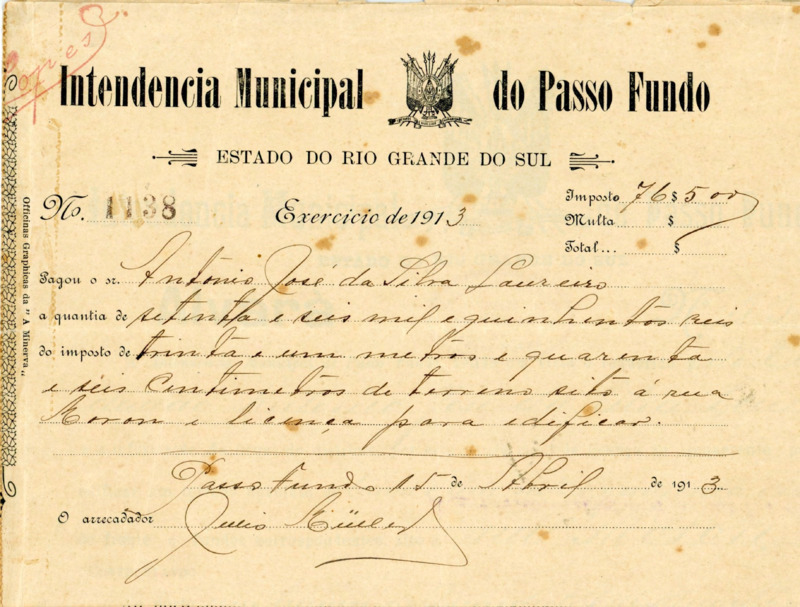 Intendencia Municipal do Passo Fundo
ESTADO DO RIO GRANDE DO SUL
No. 1138 Exercicio de 1913
Imposto 76$500
Multa $
Total... $
Pagou o sr. Antonio José da Silva Loureiro
a quantia de setenta e seis mil e quinhentos reis
do imposto de trinta e um metros e quarenta
e seis centimetros de terreno sito á rua
Moron e licença para edificar.
Passo Fundo 15 de Abril de 1913
O arrecadador Julio Müller
Officinas Graphicas da "A Minerva"